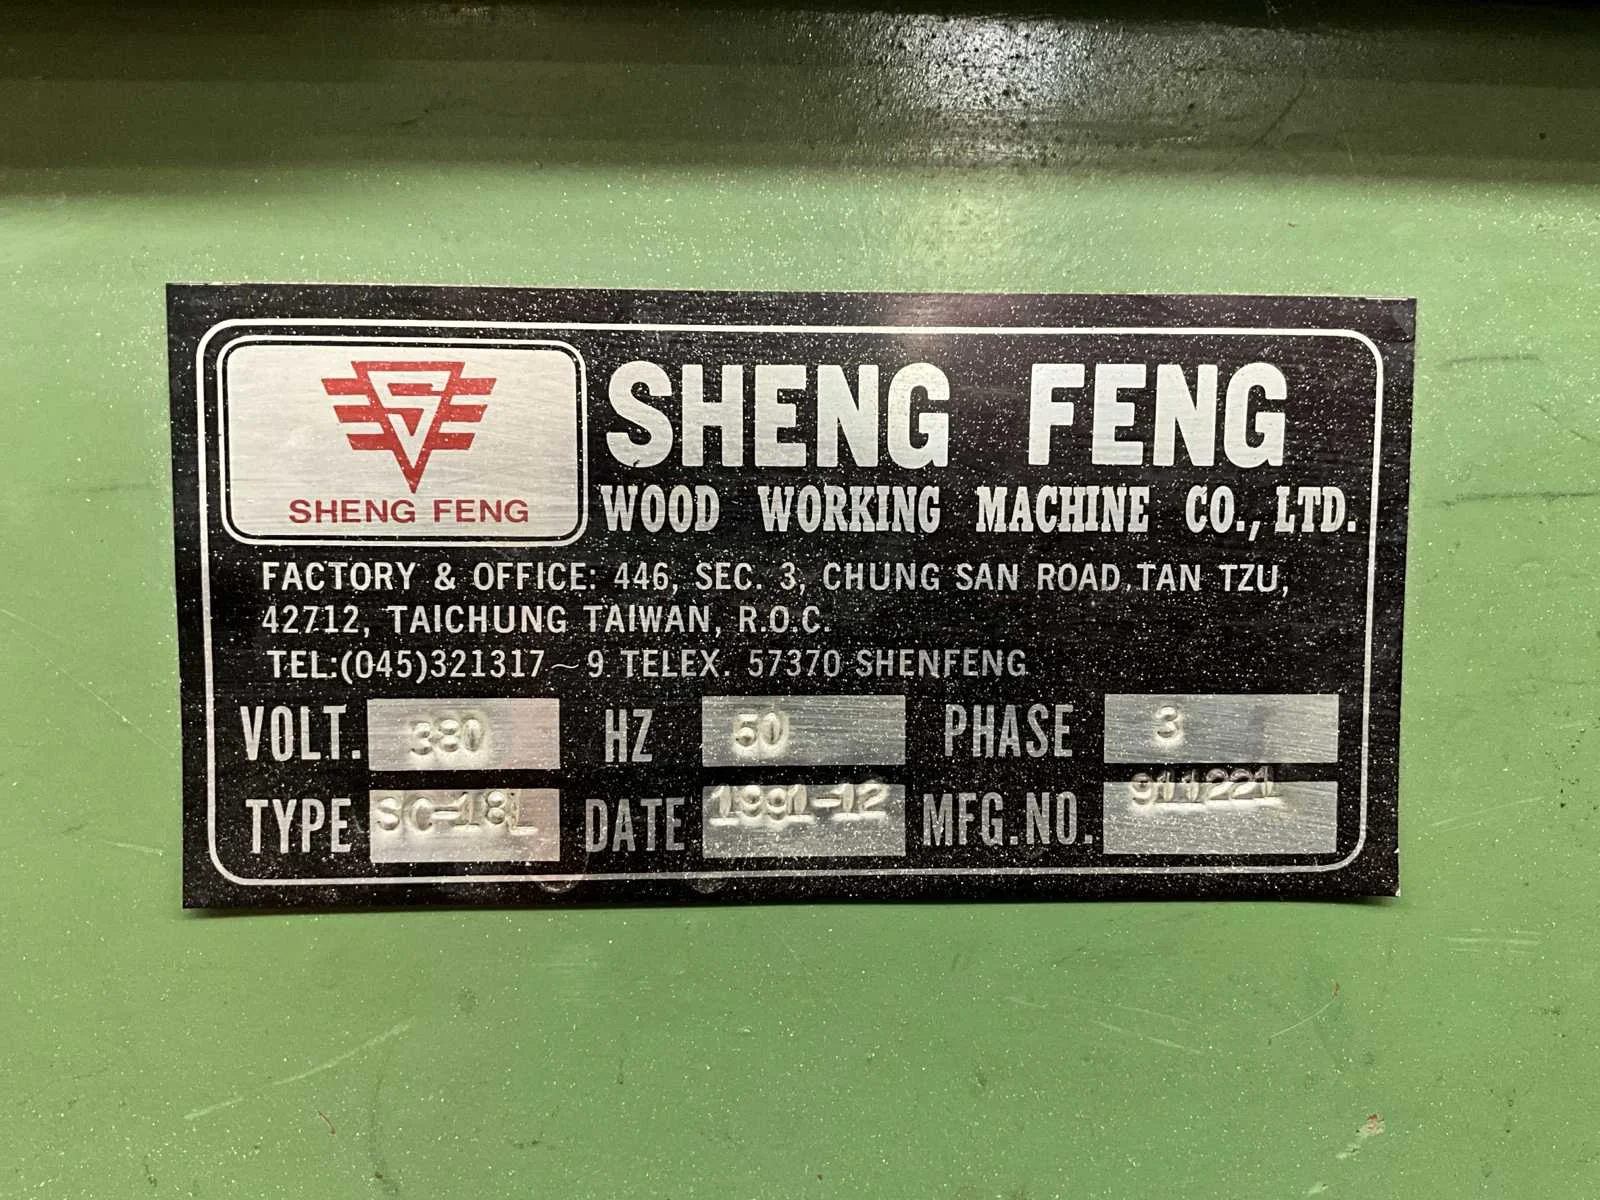 SHENG FENG
SHENG FENG
WOOD WORKING MACHINE CO., LTD.
FACTORY & OFFICE: 446, SEC. 3, CHUNG SAN ROAD, TAN TZU,
42712, TAICHUNG TAIWAN, R.O.C.
TEL:(045)321317~9 TELEX. 57370 SHENFENG
VOLT. 380 HZ 50 PHASE 3
TYPE SC-18L DATE 1991-12 MFG.NO. 911221